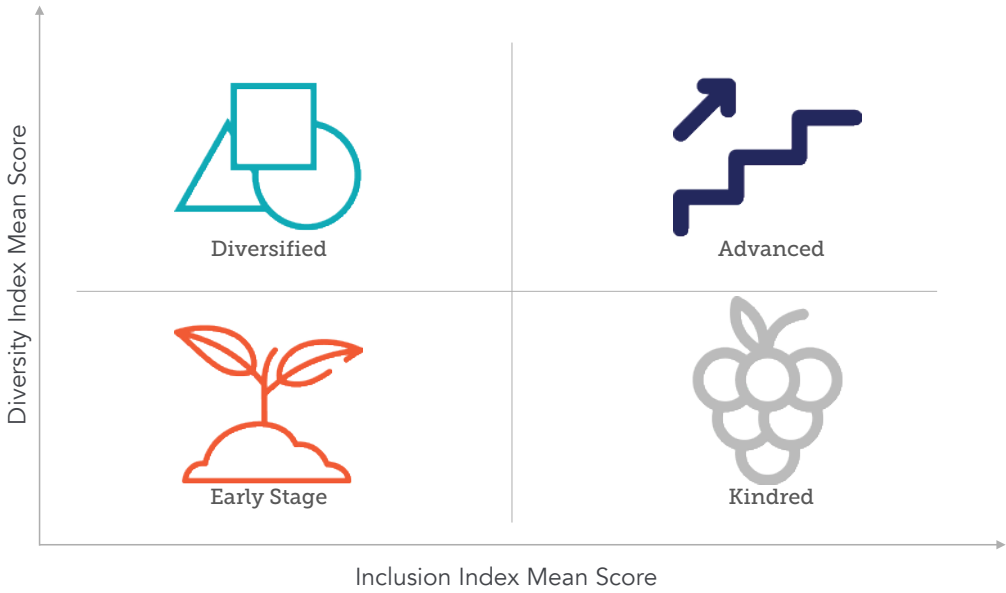 Diversity Index Mean Score
Diversified
Advanced
Early Stage
Kindred
Inclusion Index Mean Score